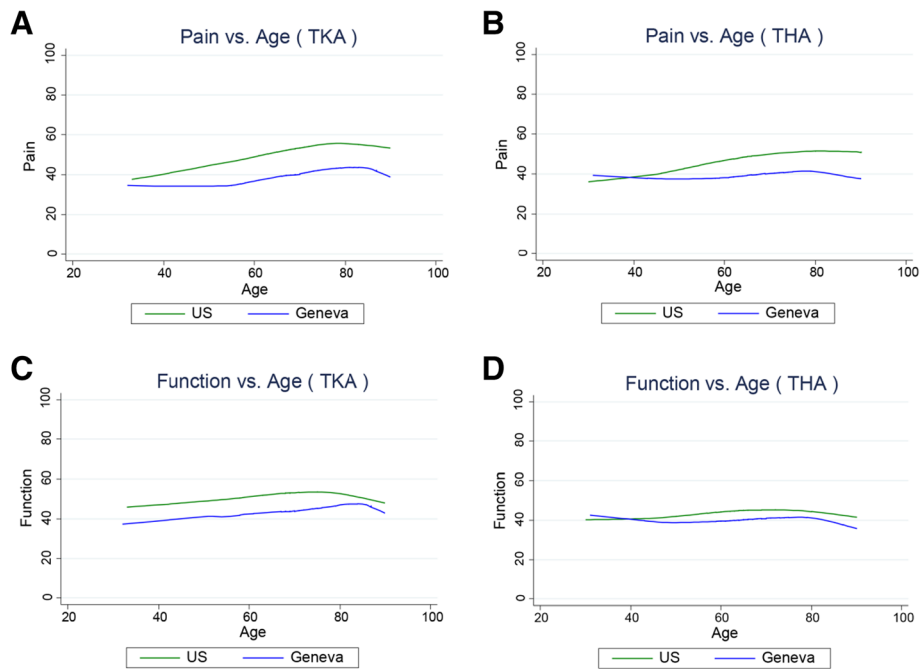 A
Pain vs. Age ( TKA )
Pain
0 20 40 60 80 100
20 40 60 80 100
Age
US Geneva
B
Pain vs. Age ( THA )
Pain
0 20 40 60 80 100
20 40 60 80 100
Age
US Geneva
C
Function vs. Age ( TKA )
Function
0 20 40 60 80 100
20 40 60 80 100
Age
US Geneva
D
Function vs. Age ( THA )
Function
0 20 40 60 80 100
20 40 60 80 100
Age
US Geneva